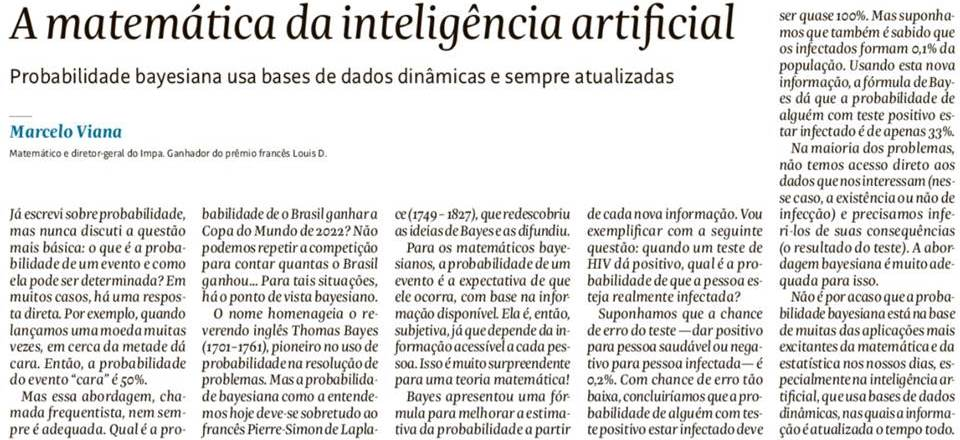 A matemática da inteligência artificial
Probabilidade bayesiana usa bases de dados dinâmicas e sempre atualizadas
Marcelo Viana
Matemático e diretor-geral do Impa. Ganhador do prêmio francês Louis D.
Já escrevi sobre probabilidade,
mas nunca discuti a questão
mais básica: o que é a proba-
bilidade de um evento e como
ela pode ser determinada? Em
muitos casos, há uma respos-
ta direta. Por exemplo, quando
lançamos uma moeda muitas
vezes, em cerca da metade dá
cara. Então, a probabilidade
do evento “cara” é 50%.
Mas essa abordagem, cha-
mada frequentista, nem sem-
pre é adequada. Qual é a pro-
babilidade de o Brasil ganhar a
Copa do Mundo de 2022? Não
podemos repetir a competição
para contar quantas o Brasil
ganhou... Para tais situações,
há o ponto de vista bayesiano.
O nome homenageia o re-
verendo inglês Thomas Bayes
(1701-1761), pioneiro no uso de
probabilidade na resolução de
problemas. Mas a probabilida-
de bayesiana como a entende-
mos hoje deve-se sobretudo ao
francês Pierre-Simon de Lapla-
ce (1749 - 1827), que redescobriu
as ideias de Bayes e as difundiu.
Para os matemáticos baye-
sianos, a probabilidade de um
evento é a expectativa de que
ele ocorra, com base na infor-
mação disponível. Ela é, então,
subjetiva, já que depende da in-
formação acessível a cada pes-
soa. Isso é muito surpreendente
para uma teoria matemática!
Bayes apresentou uma fór-
mula para melhorar a estima-
tiva da probabilidade a partir
de cada nova informação. Vou
exemplificar com a seguinte
questão: quando um teste de
HIV dá positivo, qual é a pro-
babilidade de que a pessoa es-
teja realmente infectada?
Suponhamos que a chance
de erro do teste —dar positivo
para pessoa saudável ou nega-
tivo para pessoa infectada— é
0,2%. Com chance de erro tão
baixa, concluiríamos que a pro-
babilidade de alguém com tes-
te positivo estar infectado deve
ser quase 100%. Mas suponha-
mos que também é sabido que
os infectados formam 0,1% da
população. Usando esta nova
informação, a fórmula de Bay-
es dá que a probabilidade de
alguém com teste positivo es-
tar infectado é de apenas 33%.
Na maioria dos problemas,
não temos acesso direto aos
dados que nos interessam (nes-
se caso, a existência ou não de
infecção) e precisamos infe-
ri-los de suas consequências
(o resultado do teste). A abor-
dagem bayesiana é muito ade-
quada para isso.
Não é por acaso que a proba-
bilidade bayesiana está na base
de muitas das aplicações mais
excitantes da matemática e da
estatística nos nossos dias, es-
pecialmente na inteligência ar-
tificial, que usa bases de dados
dinâmicas, nas quais a informa-
ção é atualizada o tempo todo.